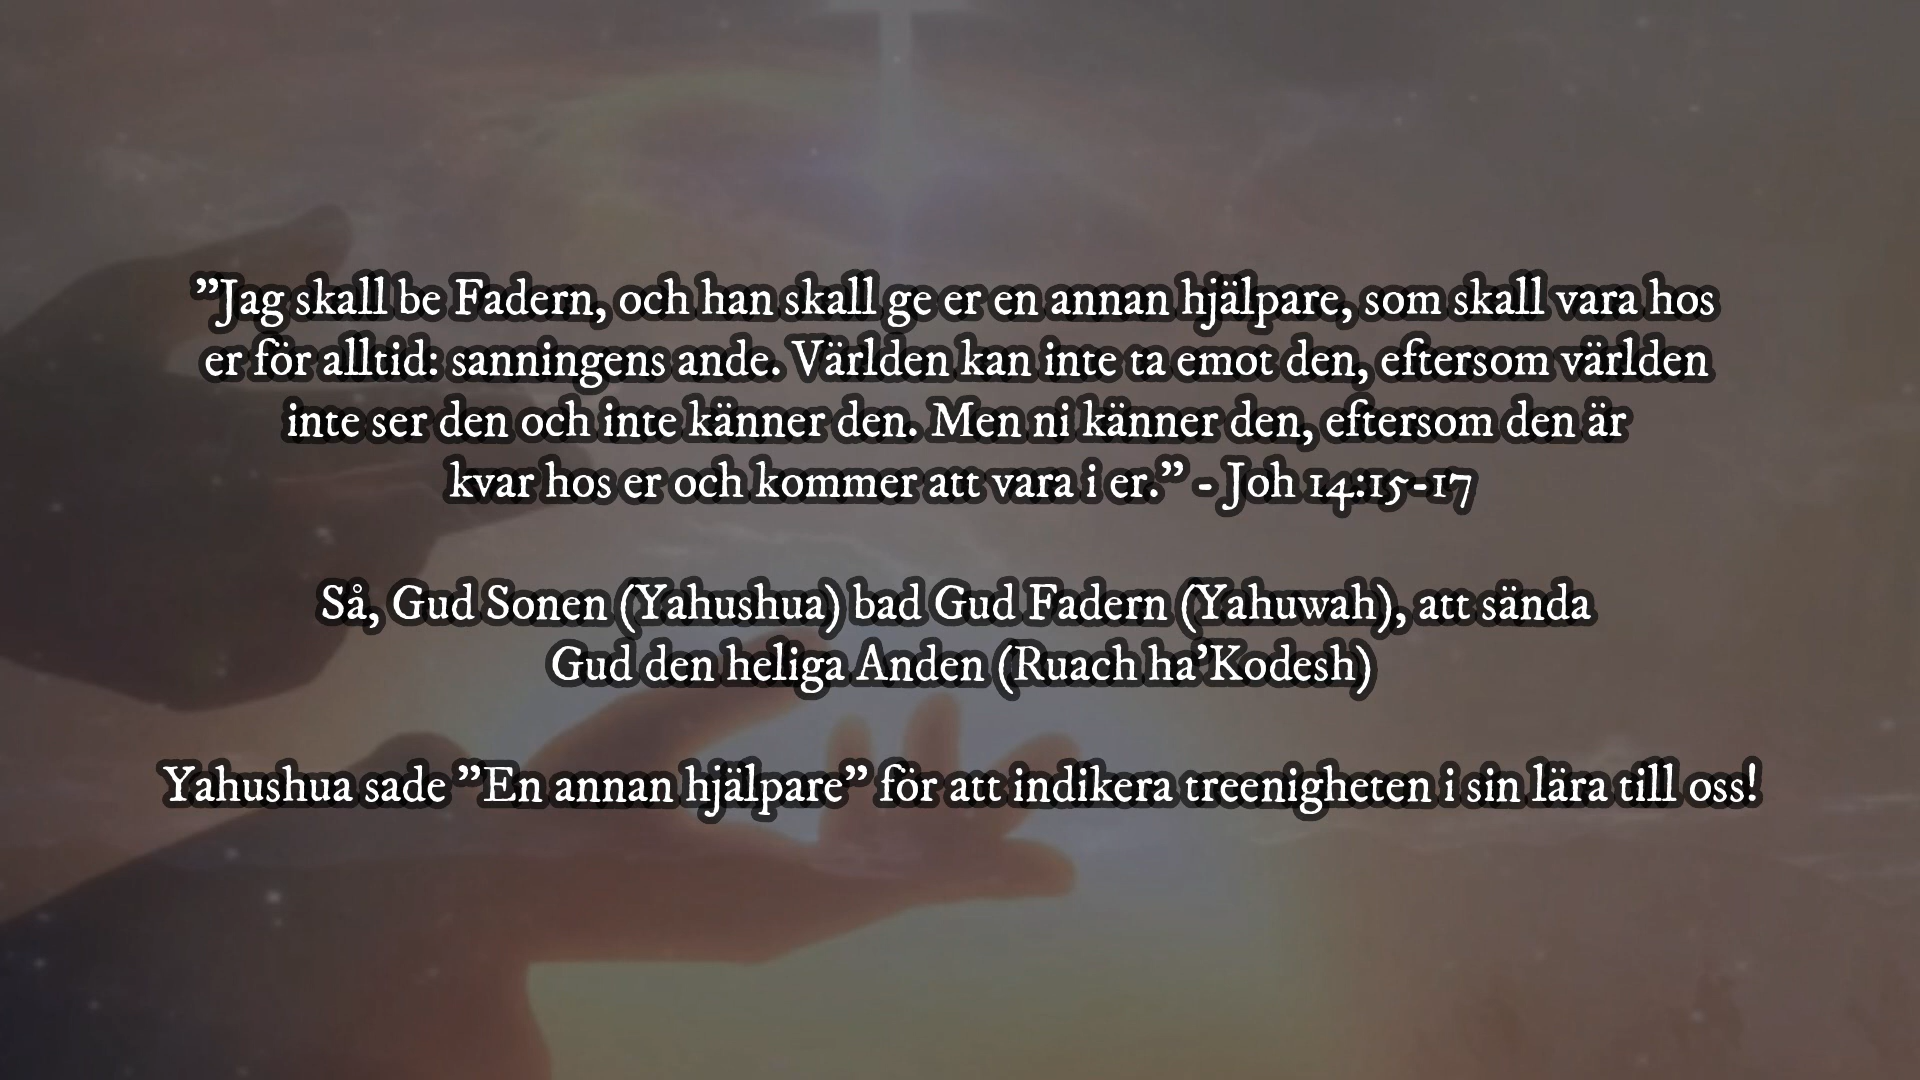 ”Jag skall be Fadern, och han skall ge er en annan hjälpare, som skall vara hos
er för alltid: sanningens ande. Världen kan inte ta emot den, eftersom världen
inte ser den och inte känner den. Men ni känner den, eftersom den är
kvar hos er och kommer att vara i er.” - Joh 14:15-17
Så, Gud Sonen (Yahushua) bad Gud Fadern (Yahuwah), att sända
Gud den heliga Anden (Ruach ha’Kodesh)
Yahushua sade ”En annan hjälpare” för att indikera treenigheten i sin lära till oss!